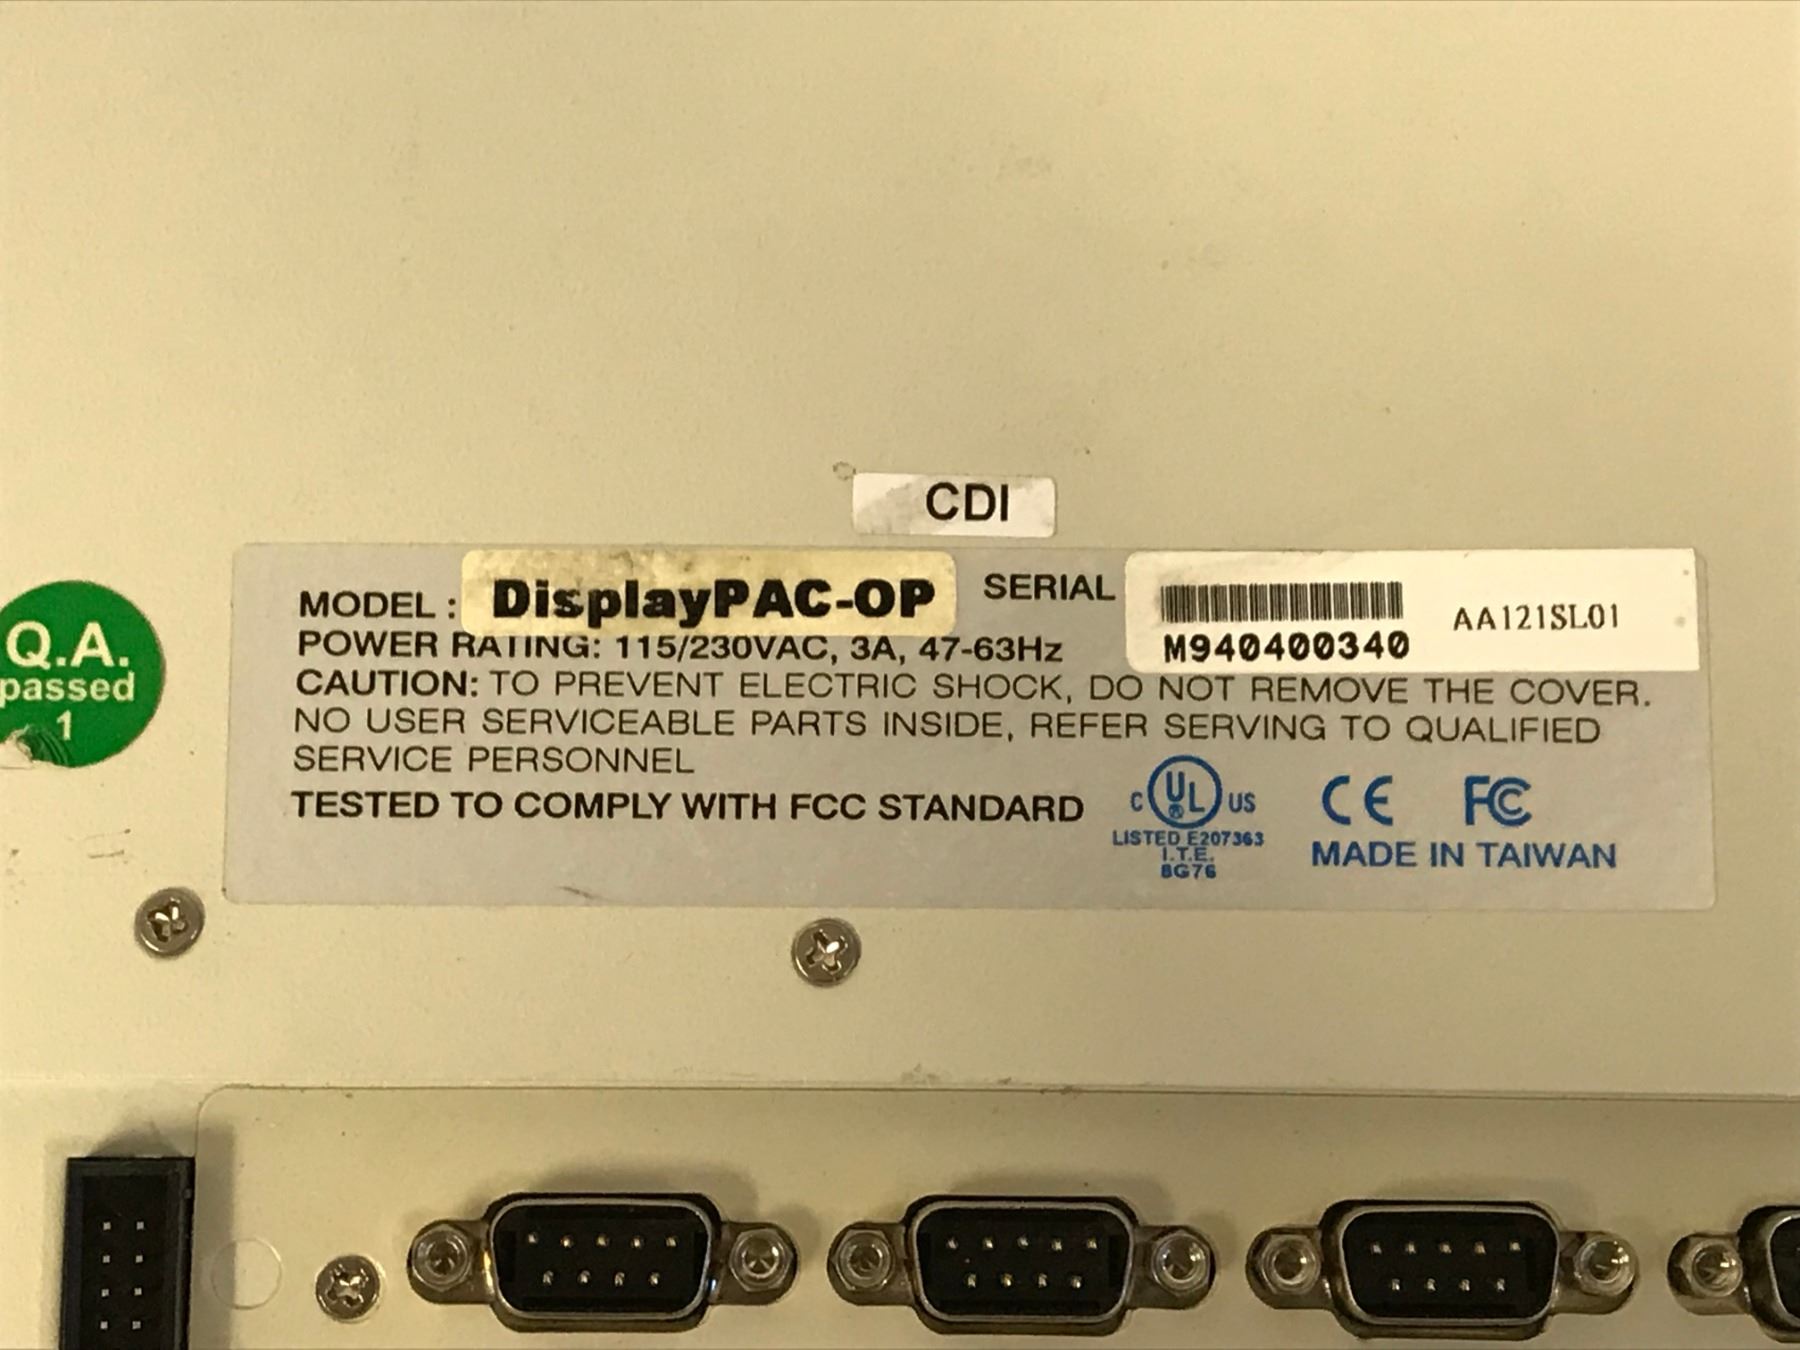 CDI
MODEL : DisplayPAC-OP SERIAL
M940400340 AA121SL01
POWER RATING: 115/230VAC, 3A, 47-63Hz
CAUTION: TO PREVENT ELECTRIC SHOCK, DO NOT REMOVE THE COVER.
NO USER SERVICEABLE PARTS INSIDE, REFER SERVING TO QUALIFIED
SERVICE PERSONNEL
TESTED TO COMPLY WITH FCC STANDARD
C UL ® US
LISTED E207363
I.T.E.
8G76
CE FC
MADE IN TAIWAN
Q.A.
passed
1